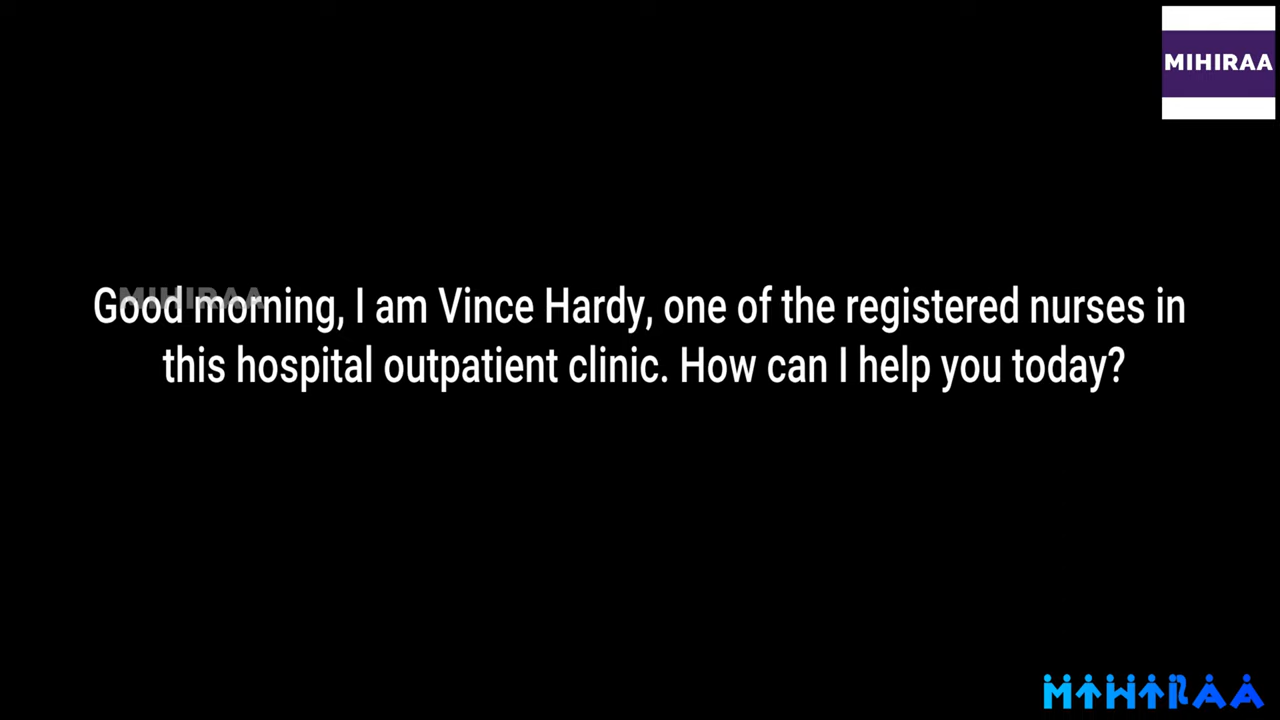 MIHIRAA
MIHIRAA
Good morning, I am Vince Hardy, one of the registered nurses in
this hospital outpatient clinic. How can I help you today?
MIHIRAA